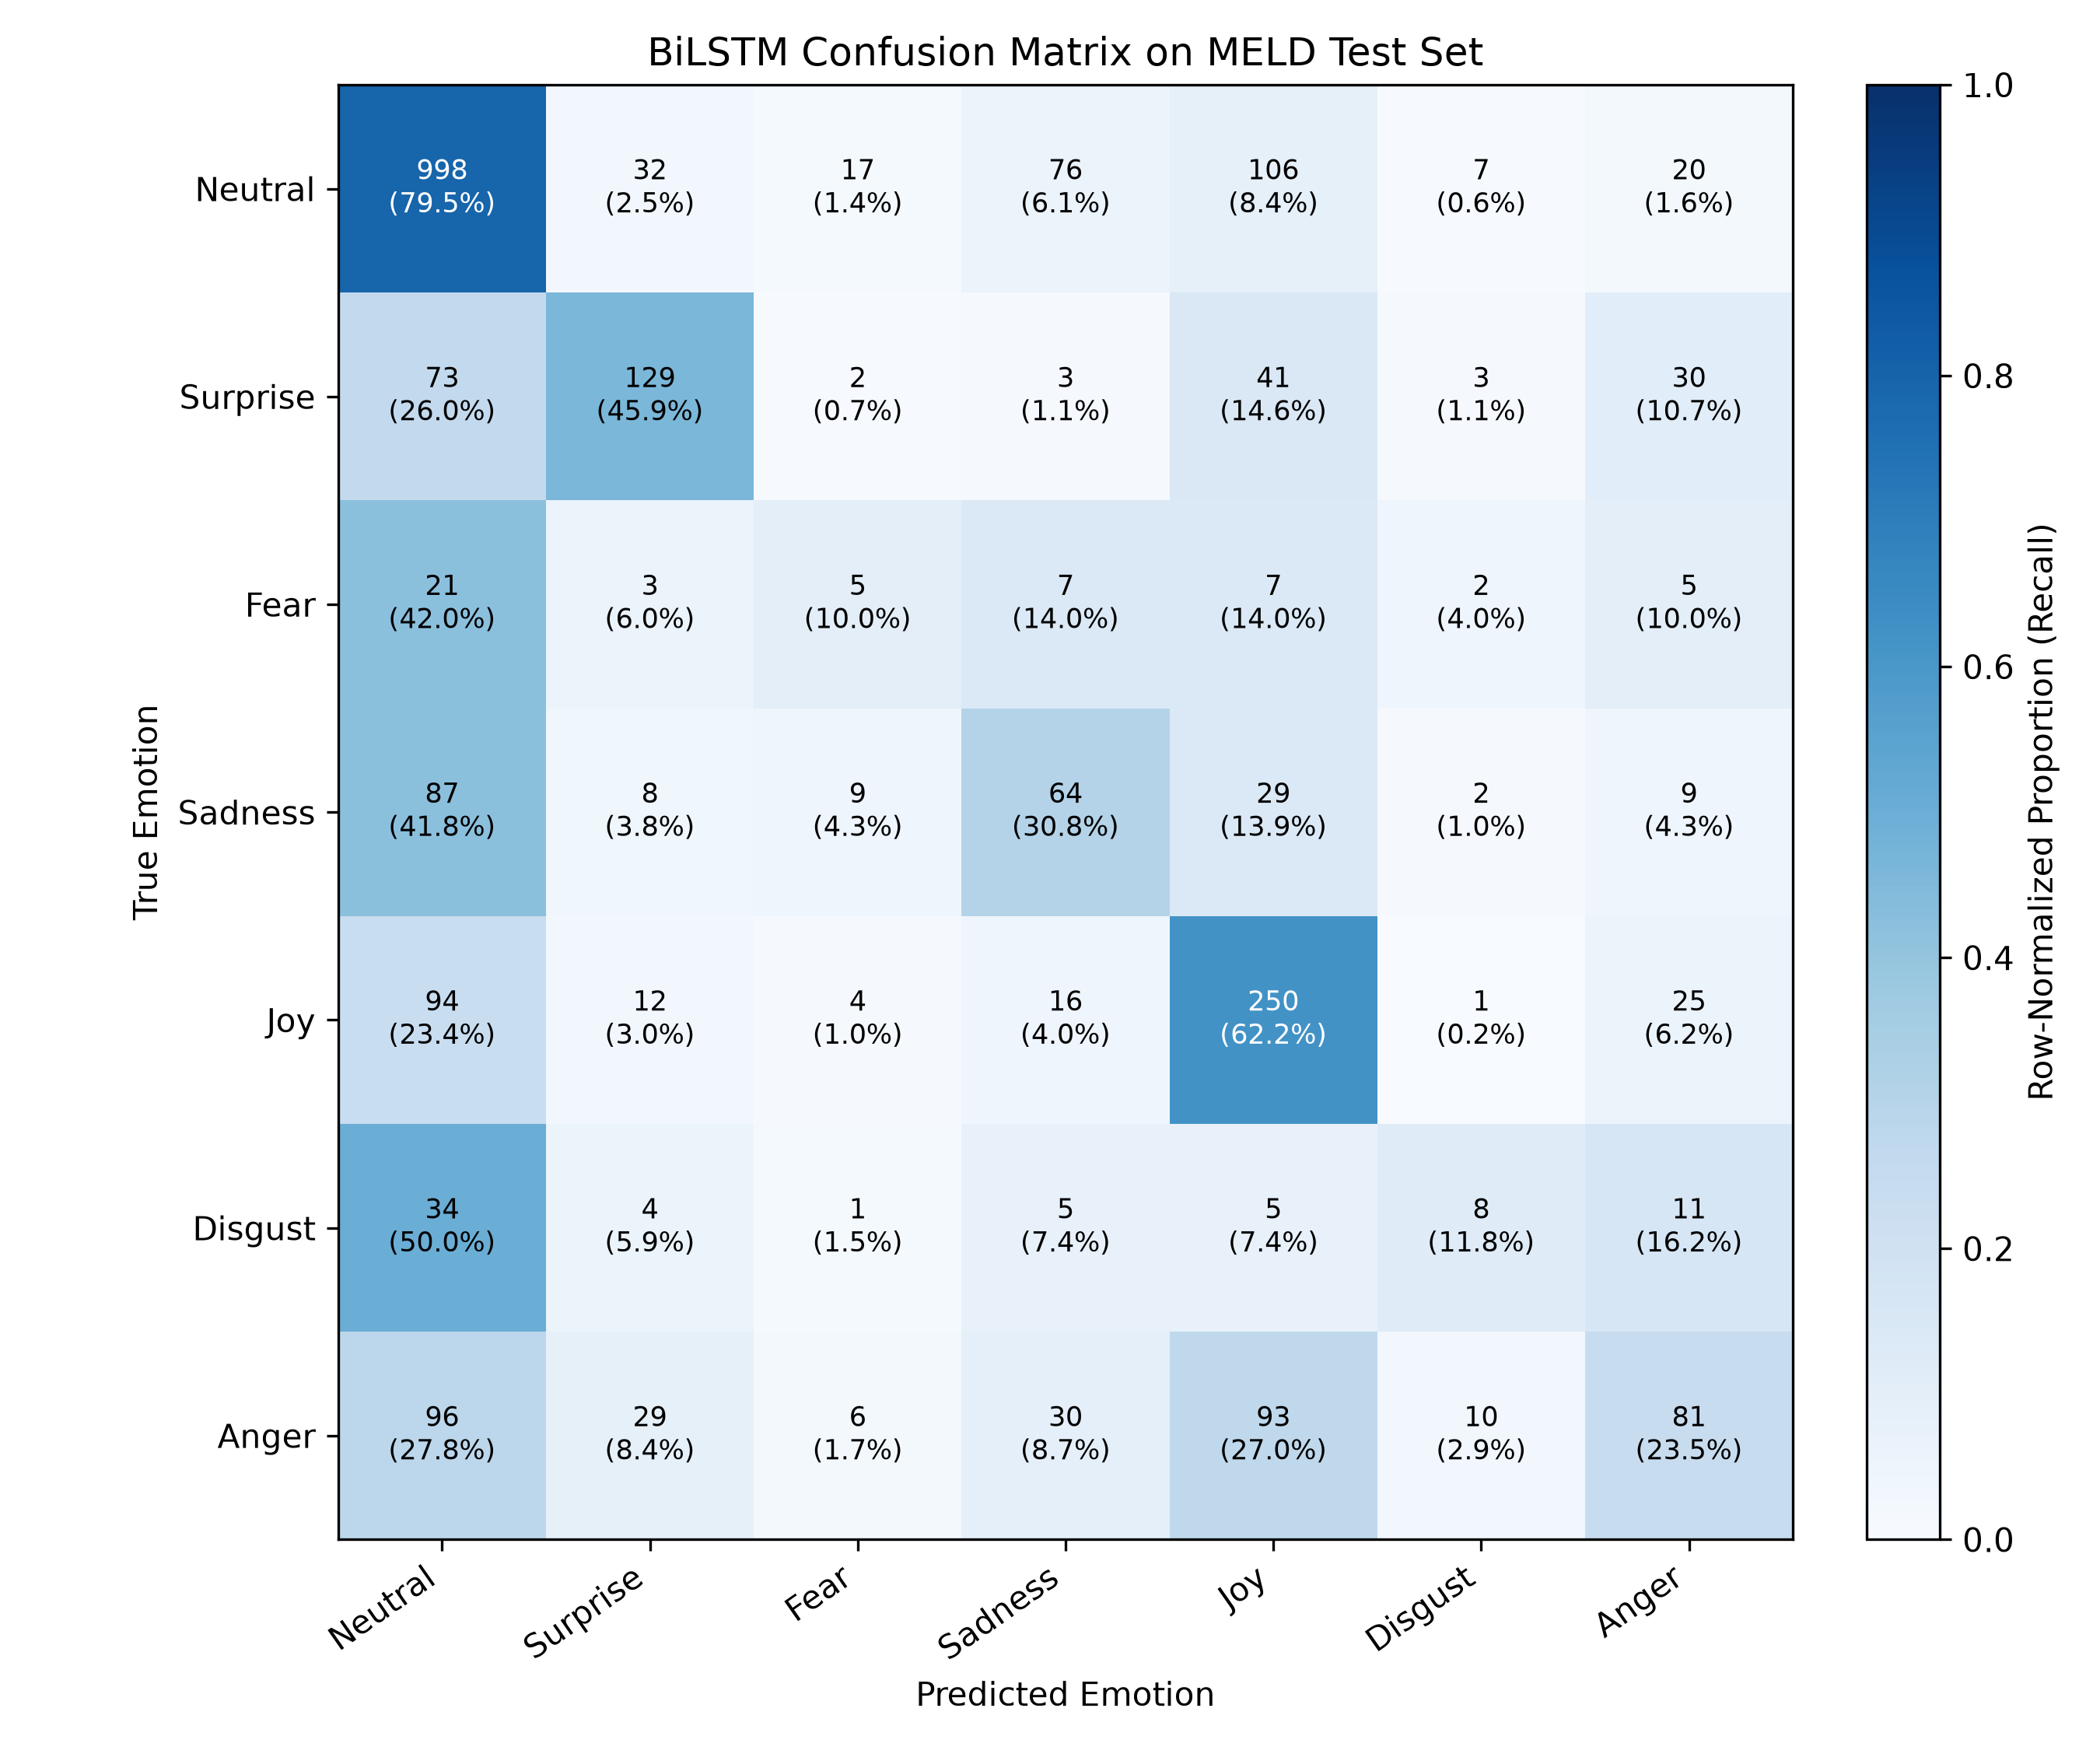 BiLSTM Confusion Matrix on MELD Test Set
True Emotion
Neutral
998 32 17 76 106 7 20
(79.5%) (2.5%) (1.4%) (6.1%) (8.4%) (0.6%) (1.6%)
Surprise
73 129 2 3 41 3 30
(26.0%) (45.9%) (0.7%) (1.1%) (14.6%) (1.1%) (10.7%)
Fear
21 3 5 7 7 2 5
(42.0%) (6.0%) (10.0%) (14.0%) (14.0%) (4.0%) (10.0%)
Sadness
87 8 9 64 29 2 9
(41.8%) (3.8%) (4.3%) (30.8%) (13.9%) (1.0%) (4.3%)
Joy
94 12 4 16 250 1 25
(23.4%) (3.0%) (1.0%) (4.0%) (62.2%) (0.2%) (6.2%)
Disgust
34 4 1 5 5 8 11
(50.0%) (5.9%) (1.5%) (7.4%) (7.4%) (11.8%) (16.2%)
Anger
96 29 6 30 93 10 81
(27.8%) (8.4%) (1.7%) (8.7%) (27.0%) (2.9%) (23.5%)
Neutral Surprise Fear Sadness Joy Disgust Anger
Predicted Emotion
1.0
0.8
0.6
0.4
0.2
0.0
Row-Normalized Proportion (Recall)